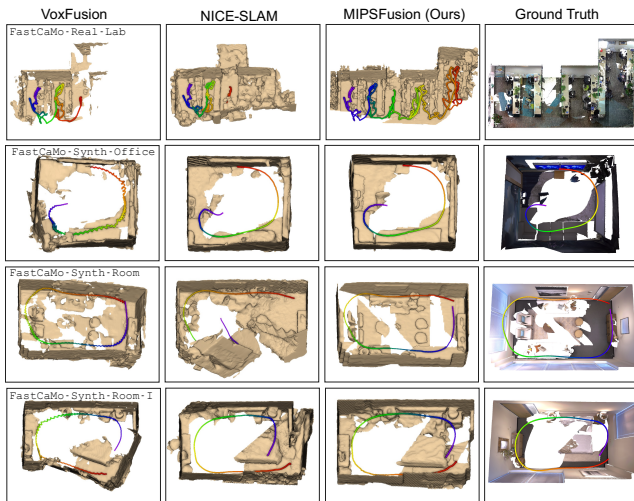 VoxFusion NICE-SLAM MIPSFusion (Ours) Ground Truth
FastCaMo-Real-Lab
FastCaMo-Synth-Office
FastCaMo-Synth-Room
FastCaMo-Synth-Room-I